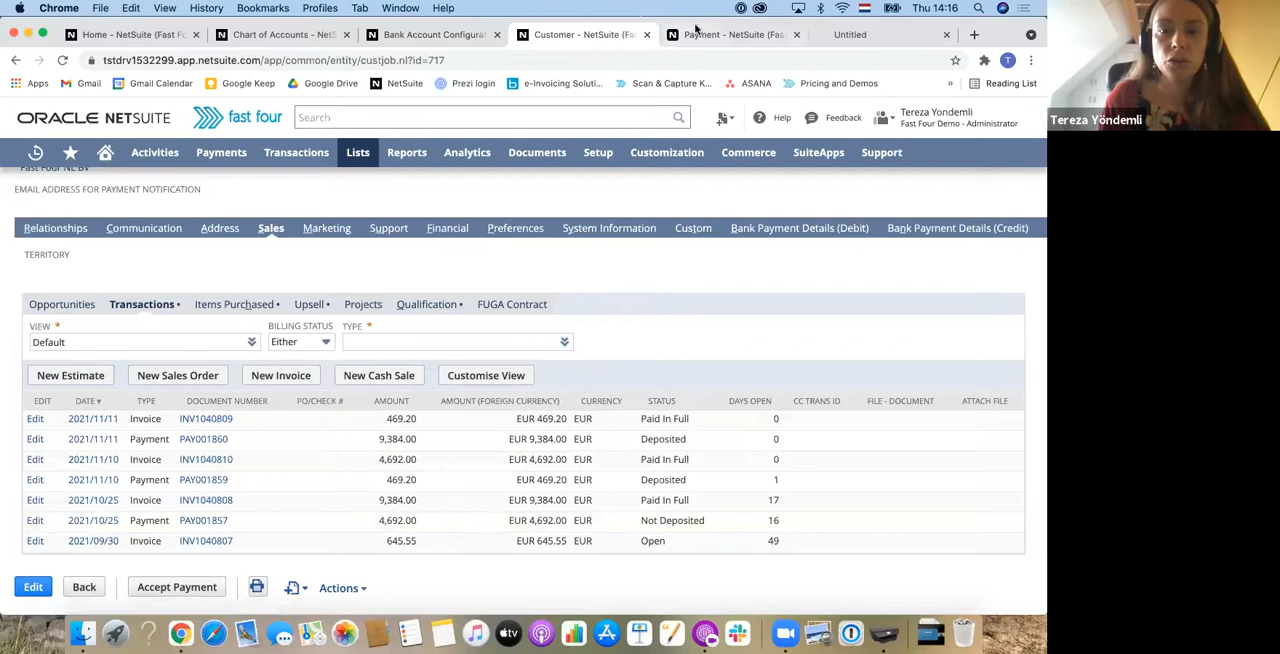 Chrome File Edit View History Bookmarks Profiles Tab Window Help Thu 14:16
Home - NetSuite (Fast Fo Chart of Accounts - NetS Bank Account Configurat Customer - NetSuite (Fas Payment - NetSuite (Fas Untitled
tstdrv1532299.app.netsuite.com/app/common/entity/custjob.nl?id=717 T
Apps Gmail Gmail Calendar Google Keep Google Drive NetSuite Prezi login e-Invoicing Soluti... Scan & Capture K... ASANA Pricing and Demos » Reading List
ORACLE NETSUITE fast four Search Help Feedback Tereza Yöndemli
Fast Four Demo - Administrator
Tereza Yöndemli
Activities Payments Transactions Lists Reports Analytics Documents Setup Customization Commerce SuiteApps Support
Fast Four NL BV
EMAIL ADDRESS FOR PAYMENT NOTIFICATION
Relationships Communication Address Sales Marketing Support Financial Preferences System Information Custom Bank Payment Details (Debit) Bank Payment Details (Credit)
TERRITORY
Opportunities Transactions • Items Purchased • Upsell • Projects Qualification • FUGA Contract
VIEW * BILLING STATUS TYPE *
Default Either
New Estimate New Sales Order New Invoice New Cash Sale Customise View
EDIT DATE ▾ TYPE DOCUMENT NUMBER PO/CHECK # AMOUNT AMOUNT (FOREIGN CURRENCY) CURRENCY STATUS DAYS OPEN CC TRANS ID FILE - DOCUMENT ATTACH FILE
Edit 2021/11/11 Invoice INV1040809 469.20 EUR 469.20 EUR Paid In Full 0
Edit 2021/11/11 Payment PAY001860 9,384.00 EUR 9,384.00 EUR Deposited 0
Edit 2021/11/10 Invoice INV1040810 4,692.00 EUR 4,692.00 EUR Paid In Full 0
Edit 2021/11/10 Payment PAY001859 469.20 EUR 469.20 EUR Deposited 1
Edit 2021/10/25 Invoice INV1040808 9,384.00 EUR 9,384.00 EUR Paid In Full 17
Edit 2021/10/25 Payment PAY001857 4,692.00 EUR 4,692.00 EUR Not Deposited 16
Edit 2021/09/30 Invoice INV1040807 645.55 EUR 645.55 EUR Open 49
Edit Back Accept Payment Actions
tv